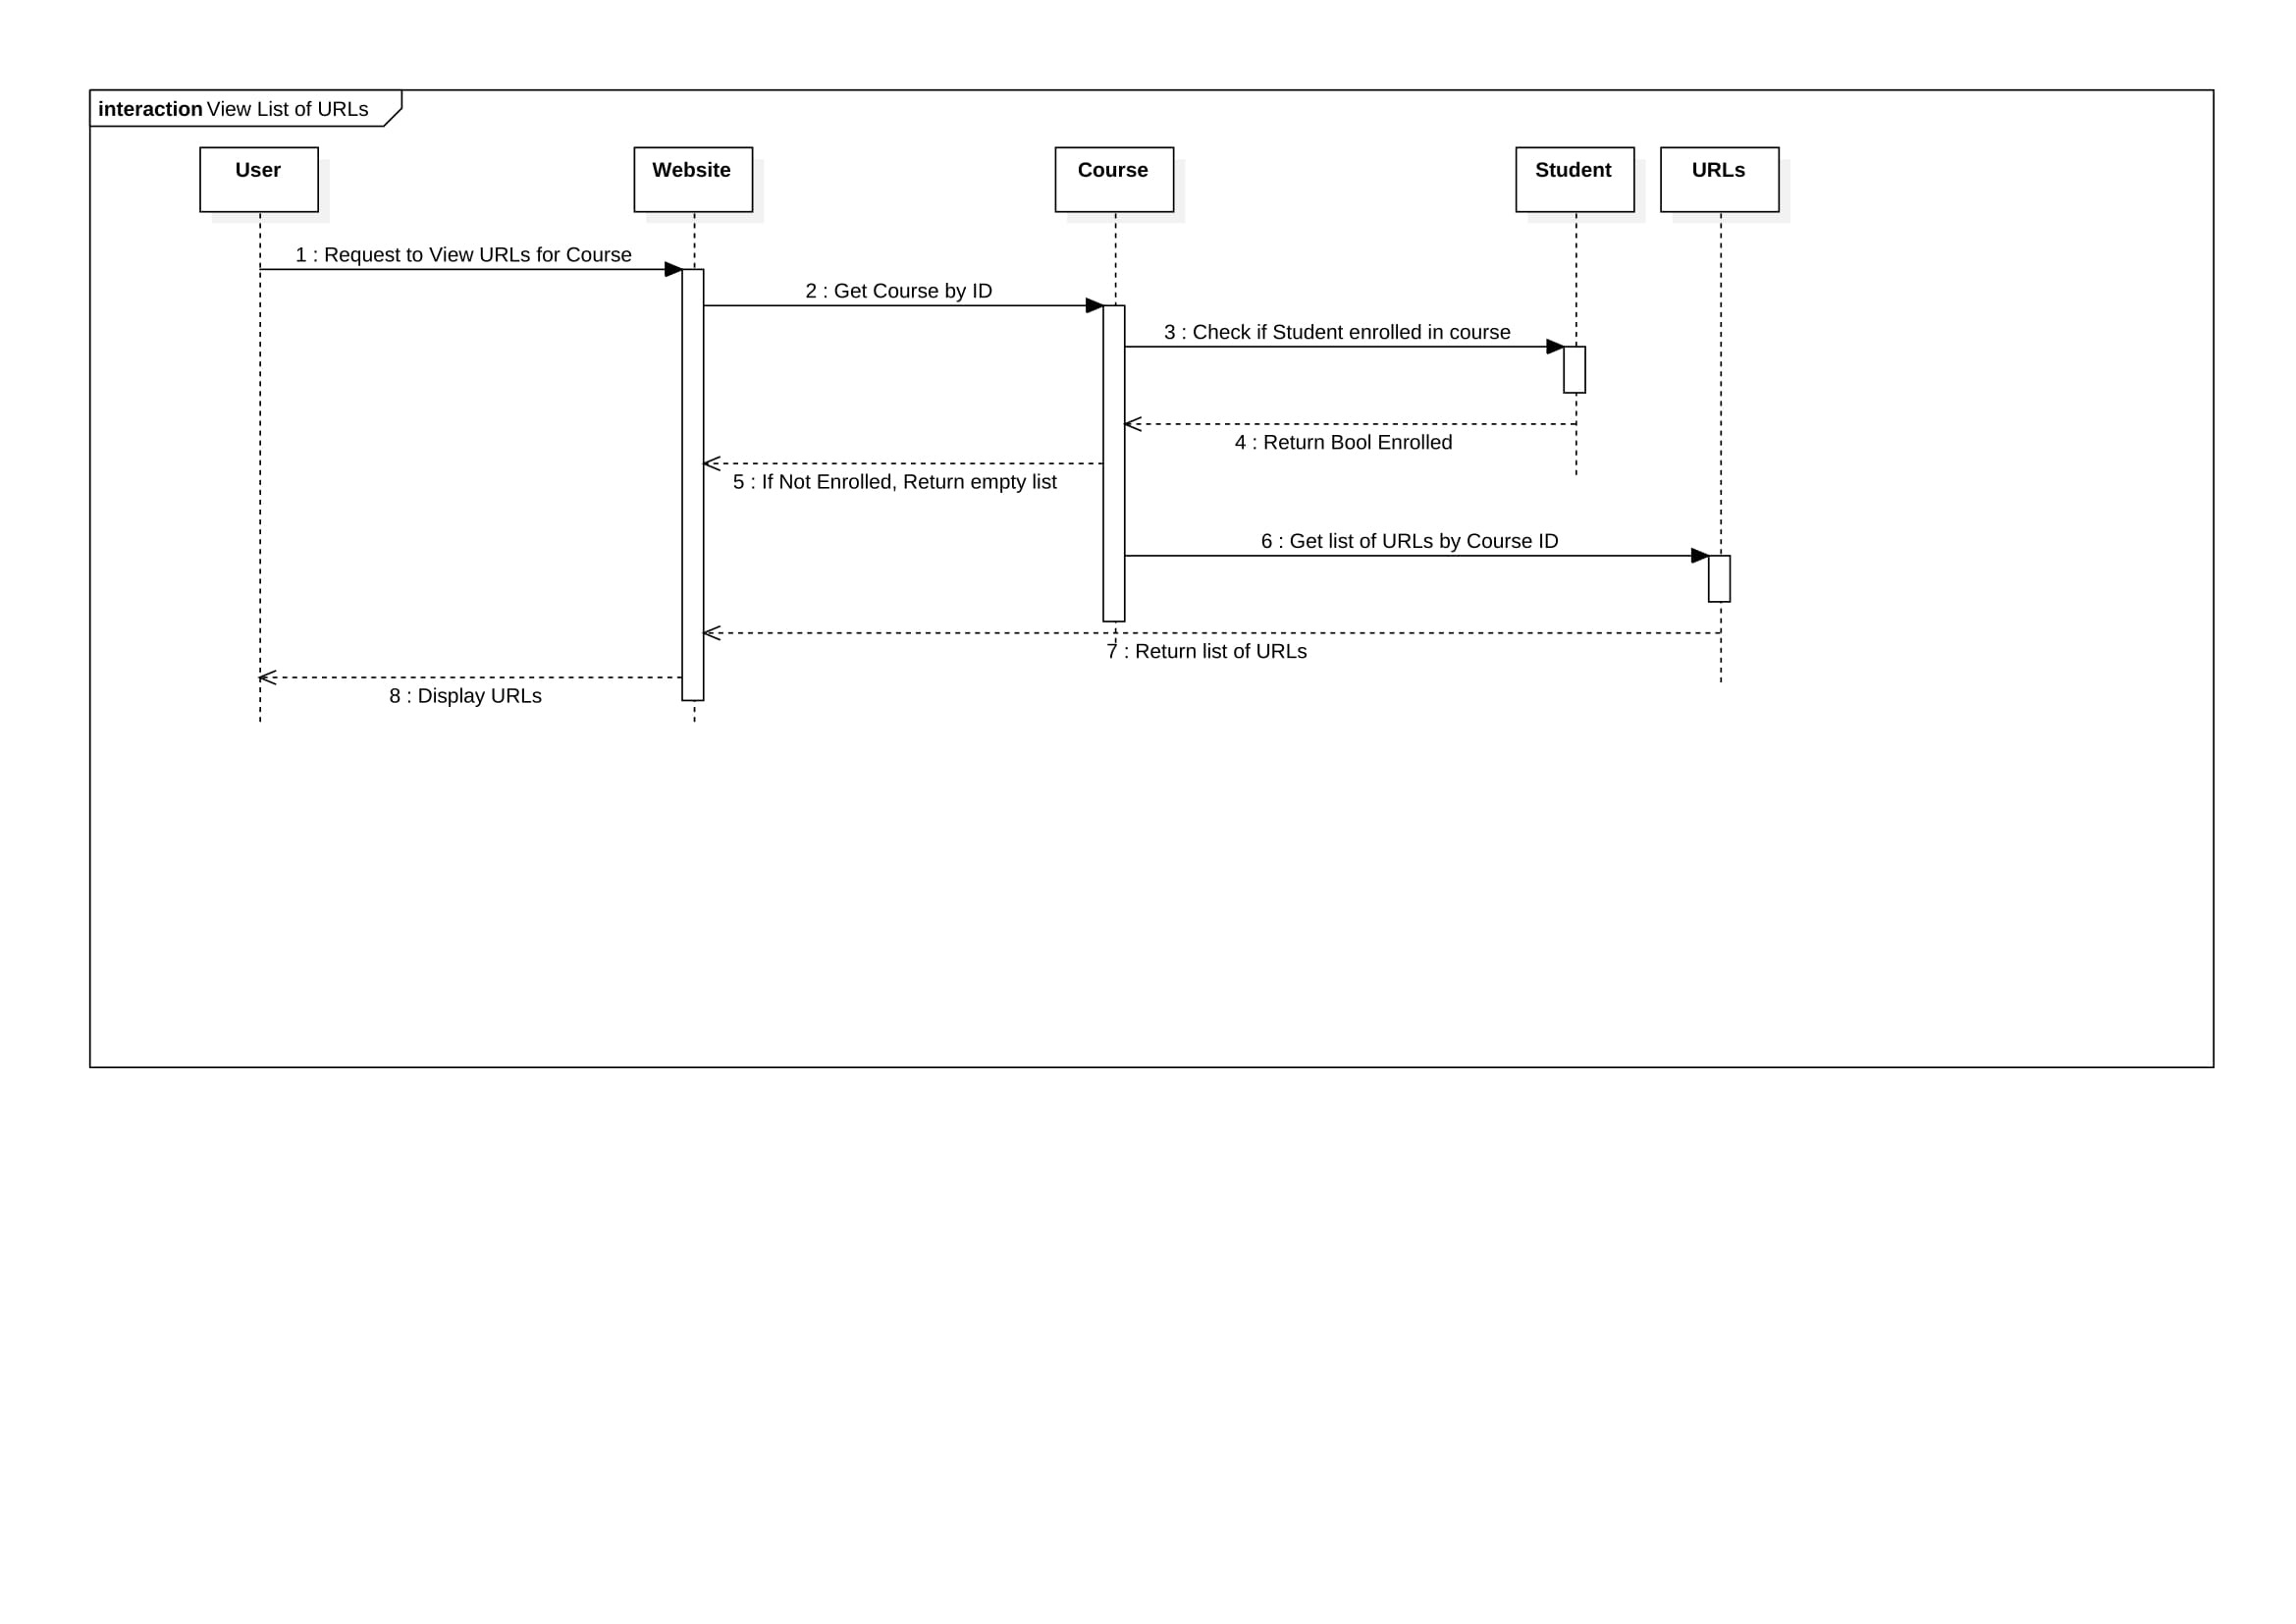 interaction View List of URLs
User
Website
Course
Student
URLs
1 : Request to View URLs for Course
2 : Get Course by ID
3 : Check if Student enrolled in course
4 : Return Bool Enrolled
5 : If Not Enrolled, Return empty list
6 : Get list of URLs by Course ID
7 : Return list of URLs
8 : Display URLs